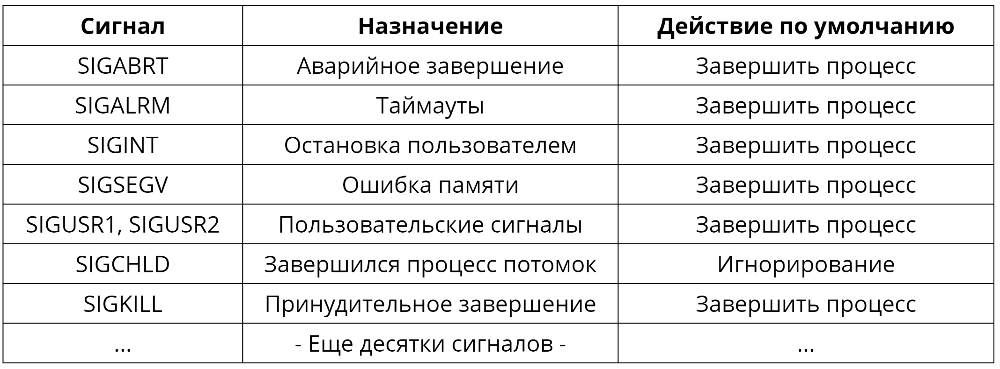 Сигнал Назначение Действие по умолчанию
SIGABRT Аварийное завершение Завершить процесс
SIGALRM Таймауты Завершить процесс
SIGINT Остановка пользователем Завершить процесс
SIGSEGV Ошибка памяти Завершить процесс
SIGUSR1, SIGUSR2 Пользовательские сигналы Завершить процесс
SIGCHLD Завершился процесс потомок Игнорирование
SIGKILL Принудительное завершение Завершить процесс
... - Еще десятки сигналов - ...